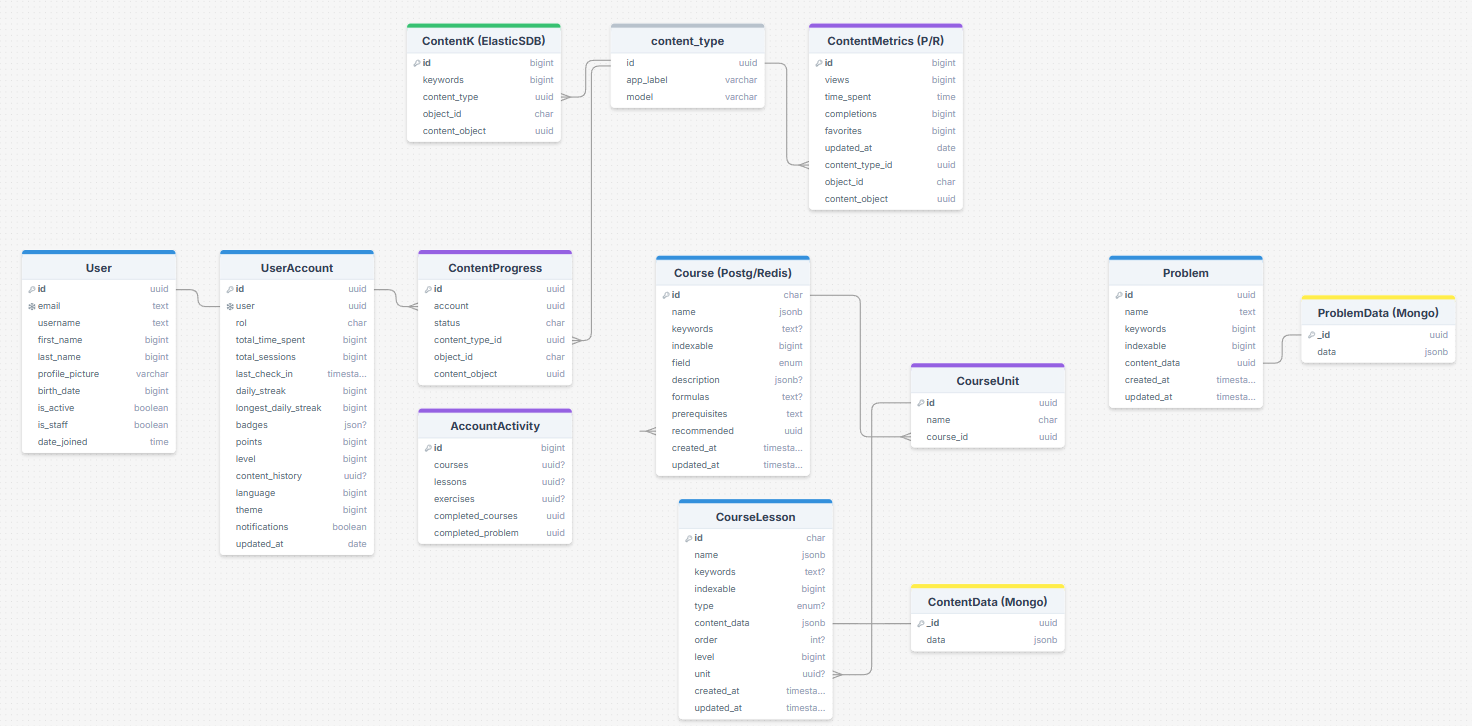 ContentK (ElasticSDB)
id bigint
keywords bigint
content_type uuid
object_id char
content_object uuid
content_type
id uuid
app_label varchar
model varchar
ContentMetrics (P/R)
id bigint
views bigint
time_spent time
completions bigint
favorites bigint
updated_at date
content_type_id uuid
object_id char
content_object uuid
User
id uuid
email text
username text
first_name bigint
last_name bigint
profile_picture varchar
birth_date bigint
is_active boolean
is_staff boolean
date_joined time
UserAccount
id uuid
user uuid
rol char
total_time_spent bigint
total_sessions bigint
last_check_in timesta...
daily_streak bigint
longest_daily_streak bigint
badges json?
points bigint
level bigint
content_history uuid?
language bigint
theme bigint
notifications boolean
updated_at date
ContentProgress
id uuid
account uuid
status char
content_type_id uuid
object_id char
content_object uuid
AccountActivity
id bigint
courses uuid?
lessons uuid?
exercises uuid?
completed_courses uuid
completed_problem uuid
Course (Postg/Redis)
id char
name jsonb
keywords text?
indexable bigint
field enum
description jsonb?
formulas text?
prerequisites text
recommended uuid
created_at timesta...
updated_at timesta...
CourseLesson
id char
name jsonb
keywords text?
indexable bigint
type enum?
content_data jsonb
order int?
level bigint
unit uuid?
created_at timesta...
updated_at timesta...
CourseUnit
id uuid
name char
course_id uuid
ContentData (Mongo)
_id uuid
data jsonb
Problem
id uuid
name text
keywords bigint
indexable bigint
content_data uuid
created_at timesta...
updated_at timesta...
ProblemData (Mongo)
_id uuid
data jsonb